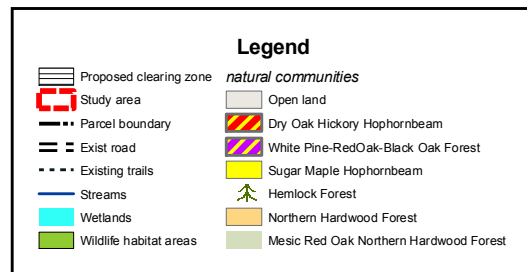 Legend
Proposed clearing zone
Study area
Parcel boundary
Exist road
Existing trails
Streams
Wetlands
Wildlife habitat areas
natural communities
Open land
Dry Oak Hickory Hophornbeam
White Pine-RedOak-Black Oak Forest
Sugar Maple Hophornbeam
Hemlock Forest
Northern Hardwood Forest
Mesic Red Oak Northern Hardwood Forest